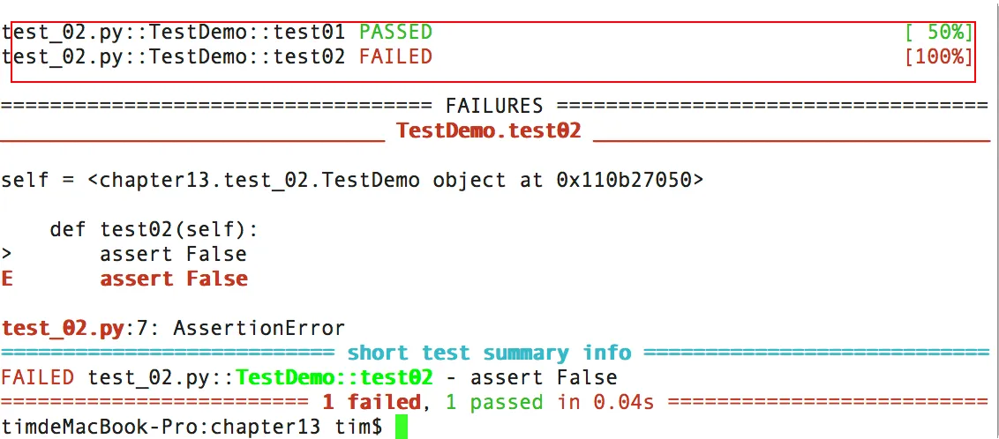 test_02.py::TestDemo::test01 PASSED [ 50%]
test_02.py::TestDemo::test02 FAILED [100%]
=================================== FAILURES ===================================
_______________________________ TestDemo.test02 ________________________________
self = <chapter13.test_02.TestDemo object at 0x110b27050>
def test02(self):
> assert False
E assert False
test_02.py:7: AssertionError
============================= short test summary info ============================
FAILED test_02.py::TestDemo::test02 - assert False
========================= 1 failed, 1 passed in 0.04s ==========================
timdeMacBook-Pro:chapter13 tim$